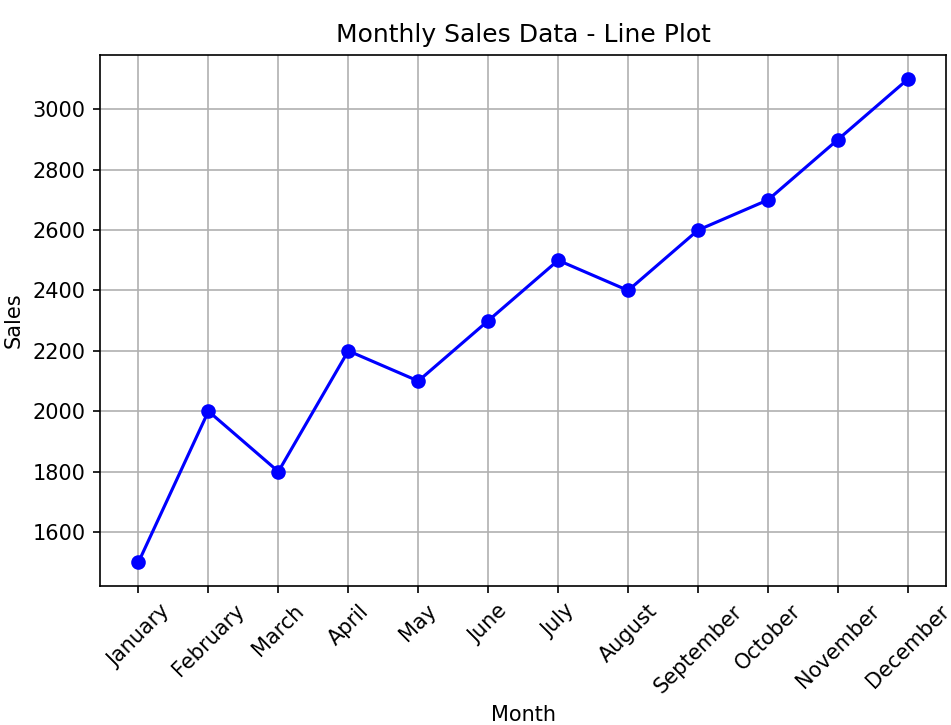 Monthly Sales Data - Line Plot
Sales
3000
2800
2600
2400
2200
2000
1800
1600
January
February
March
April
May
June
July
August
September
October
November
December
Month